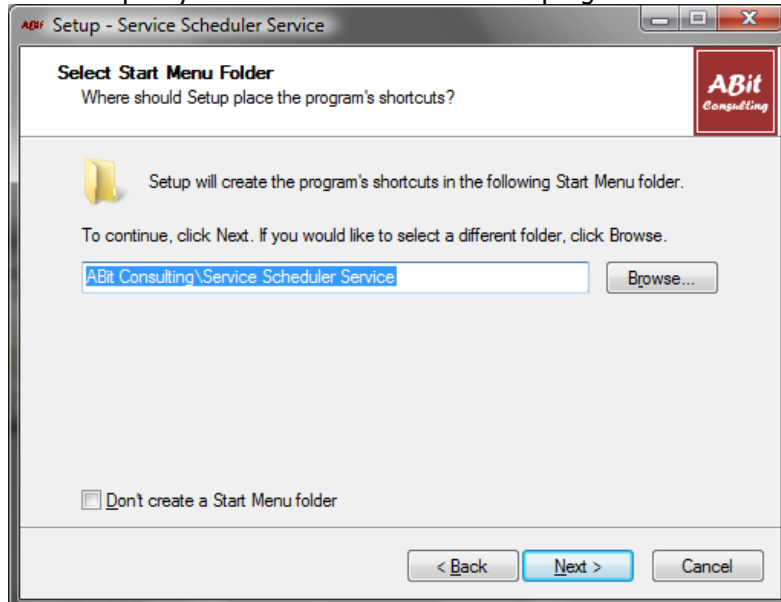 Setup - Service Scheduler Service
Select Start Menu Folder
Where should Setup place the program's shortcuts?
ABit
Consulting
Setup will create the program's shortcuts in the following Start Menu folder.
To continue, click Next. If you would like to select a different folder, click Browse.
ABit Consulting\Service Scheduler Service
Browse...
Don't create a Start Menu folder
< Back Next > Cancel